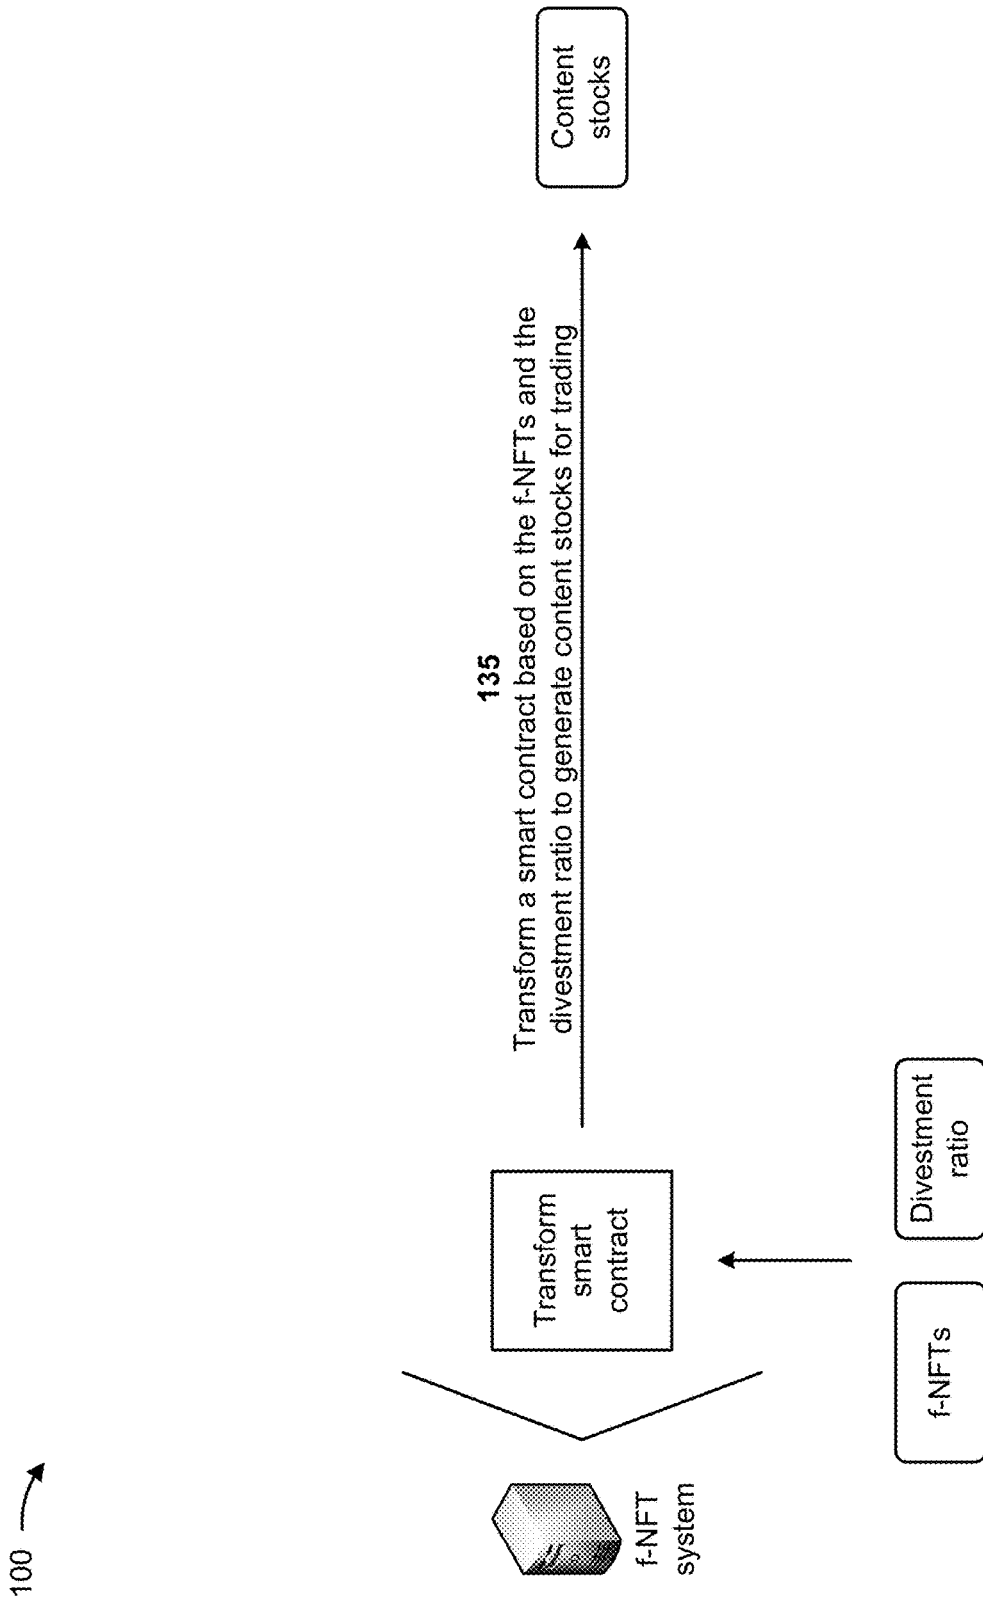 100
f-NFT
system
Transform
smart
contract
f-NFTs
Divestment
ratio
135
Transform a smart contract based on the f-NFTs and the
divestment ratio to generate content stocks for trading
Content
stocks